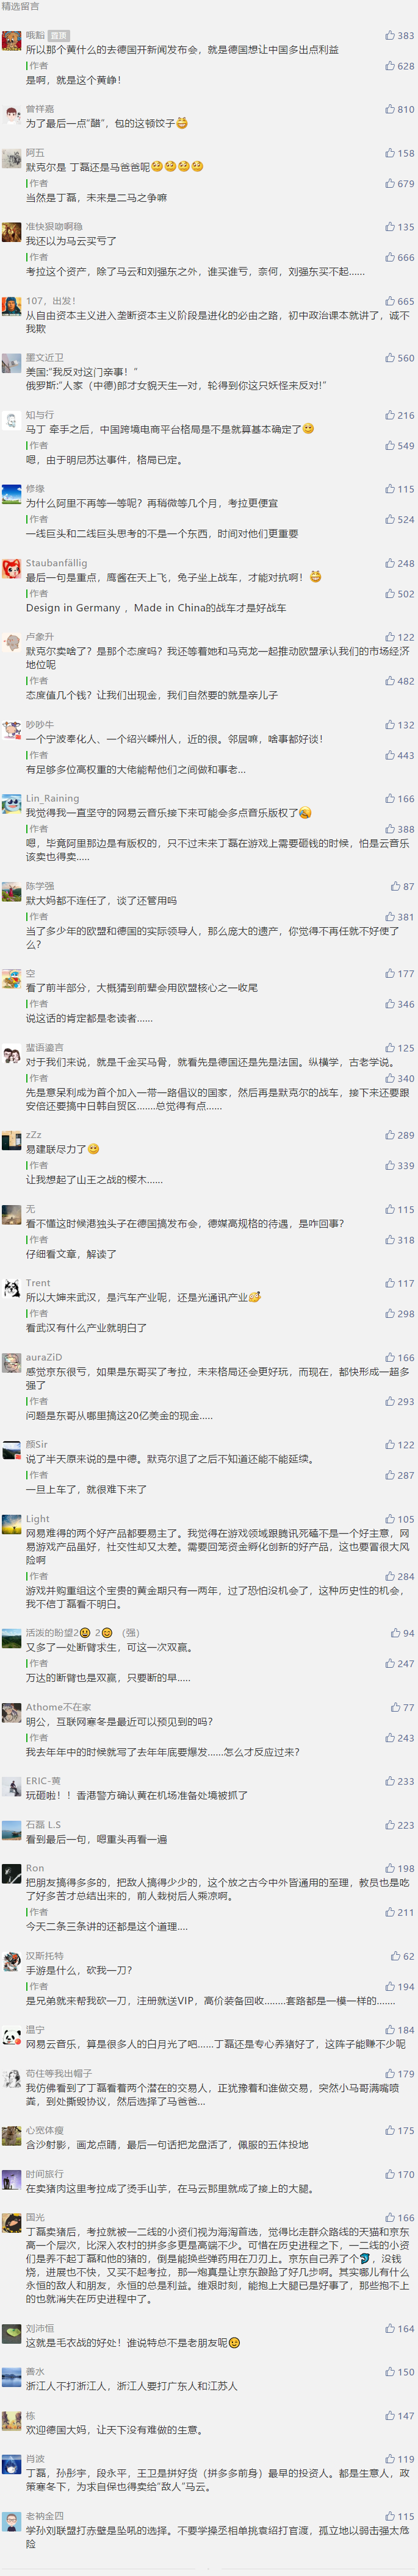 精选留言
哦豁 置顶 383
所以那个黄什么的去德国开新闻发布会，就是德国想让中国多出点利益
作者 628
是啊，就是这个黄峥！
曾祥嘉 810
为了最后一点“醋”，包的这顿饺子
阿五 158
默克尔是 丁磊还是马爸爸呢
作者 679
当然是丁磊，未来是二马之争嘛
准快狠吻啊稳 135
我还以为马云买亏了
作者 666
考拉这个资产，除了马云和刘强东之外，谁买谁亏，奈何，刘强东买不起......
107，出发！ 665
从自由资本主义进入垄断资本主义阶段是进化的必由之路，初中政治课本就讲了，诚不
我欺
墨文近卫 560
美国:“我反对这门亲事！”
俄罗斯:“人家（中德)郎才女貌天生一对，轮得到你这只妖怪来反对!”
知与行 216
马丁 牵手之后，中国跨境电商平台格局是不是就算基本确定了
作者 549
嗯，由于明尼苏达事件，格局已定。
修缘 115
为什么阿里不再等一等呢？再稍微等几个月，考拉更便宜
作者 524
一线巨头和二线巨头思考的不是一个东西，时间对他们更重要
Staubanfällig 248
最后一句是重点，鹰酱在天上飞，兔子坐上战车，才能对抗啊！
作者 502
Design in Germany ，Made in China的战车才是好战车
卢象升 122
默克尔卖啥了？是那个态度吗？我还等着她和马克龙一起推动欧盟承认我们的市场经济
地位呢
作者 482
态度值几个钱？让我们出现金，我们自然要的就是亲儿子
吵吵牛 132
一个宁波奉化人、一个绍兴嵊州人，近的很。邻居嘛，啥事都好谈！
作者 443
有足够多位高权重的大佬能帮他们之间做和事老...
Lin_Raining 166
我觉得我一直坚守的网易云音乐接下来可能会多点音乐版权了
作者 388
嗯，毕竟阿里那边是有版权的，只不过未来丁磊在游戏上需要砸钱的时候，怕是云音乐
该卖也得卖.....
陈学强 87
默大妈都不连任了，谈了还管用吗
作者 381
当了多少年的欧盟和德国的实际领导人，那么庞大的遗产，你觉得不再任就不好使了
么？
空 177
看了前半部分，大概猜到前辈会用欧盟核心之一收尾
作者 346
说这话的肯定都是老读者......
蜚语鎏言 125
对于我们来说，就是千金买马骨，就看先是德国还是先是法国。纵横学，古老学说。
作者 340
先是意呆利成为首个加入一带一路倡议的国家，然后再是默克尔的战车，接下来还要跟
安倍还要搞中日韩自贸区.......总觉得有点......
zZz 289
易建联尽力了
作者 339
让我想起了山王之战的樱木......
无 115
看不懂这时候港独头子在德国搞发布会，德媒高规格的待遇，是咋回事？
作者 318
仔细看文章，解读了
Trent 117
所以大婶来武汉，是汽车产业呢，还是光通讯产业
作者 298
看武汉有什么产业就明白了
auraZiD 166
感觉京东很亏，如果是东哥买了考拉，未来格局还会更好玩，而现在，都快形成一超多
强了
作者 293
问题是东哥从哪里搞这20亿美金的现金.....
颜Sir 122
说了半天原来说的是中德。默克尔退了之后不知道还能不能延续。
作者 287
一旦上车了，就很难下来了
Light 105
网易难得的两个好产品都要易主了。我觉得在游戏领域跟腾讯死磕不是一个好主意，网
易游戏产品虽好，社交性却又太差。需要回笼资金孵化创新的好产品，这也要冒很大风
险啊
作者 284
游戏并购重组这个宝贵的黄金期只有一两年，过了恐怕没机会了，这种历史性的机会，
我不信丁磊看不明白。
活泼的盼望2 2 （强） 94
又多了一处断臂求生，可这一次双赢。
作者 247
万达的断臂也是双赢，只要断的早.....
Athome不在家 77
明公，互联网寒冬是最近可以预见到的吗?
作者 243
我去年年中的时候就写了去年年底要爆发......怎么才反应过来？
ERIC-黄 233
玩砸啦！！香港警方确认黄在机场准备处境被抓了
石磊 L.S 223
看到最后一句，嗯重头再看一遍
Ron 198
把朋友搞得多多的，把敌人搞得少少的，这个放之古今中外皆通用的至理，教员也是吃
了好多苦才总结出来的，前人栽树后人乘凉啊。
作者 211
今天二条三条讲的还都是这个道理....
汉斯托特 62
手游是什么，砍我一刀？
作者 194
是兄弟就来帮我砍一刀，注册就送VIP，高价装备回收........套路都是一模一样的.......
温宁 184
网易云音乐，算是很多人的白月光了吧......丁磊还是专心养猪好了，这阵子能赚不少呢
苟住等我出帽子 179
我仿佛看到了丁磊看着两个潜在的交易人，正犹豫着和谁做交易，突然小马哥满嘴喷
粪，到处撕毁协议，然后选择了马爸爸...
心宽体瘦 175
含沙射影，画龙点睛，最后一句话把龙盘活了，佩服的五体投地
时间旅行 170
在卖猪肉这里考拉成了烫手山芋，在马云那里就成了接上的大腿。
国光 166
丁磊卖猪后，考拉就被一二线的小资们视为海淘首选，觉得比走群众路线的天猫和京东
高一个层次，比深入农村的拼多多更是高端不少。可惜在历史进程之下，一二线的小资
们是养不起丁磊和他的猪的，倒是能换些弹药用在刀刃上。京东自己养了个，没钱
烧，进展也不快，又买不起考拉，那一炮真是让京东踉跄了好几步啊。其实哪儿有什么
永恒的敌人和朋友，永恒的总是利益。维艰时刻，能抱上大腿已是好事了，那些抱不上
的也就消失在历史进程中了。
刘沛恒 164
这就是毛衣战的好处！谁说特总不是老朋友呢
善水 150
浙江人不打浙江人，浙江人要打广东人和江苏人
栋 147
欢迎德国大妈，让天下没有难做的生意。
肖波 119
丁磊，孙彤宇，段永平，王卫是拼好货（拼多多前身）最早的投资人。都是生意人，政
策寒冬下，为求自保也得卖给“敌人”马云。
老衲金四 115
学孙刘联盟打赤壁是坠吼的选择。不要学操丞相单挑袁绍打官渡，孤立地以弱击强大危
险